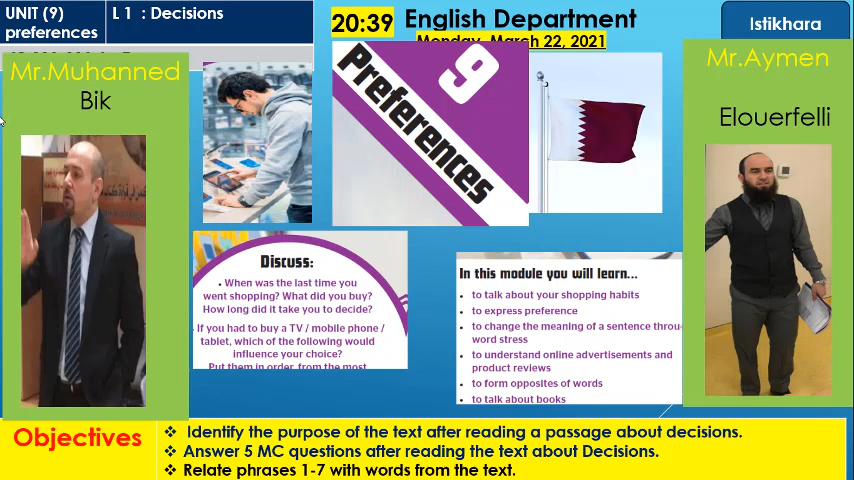 UNIT (9)
preferences
L 1 : Decisions
20:39
English Department
Monday, March 22, 2021
Istikhara
Mr.Muhanned
Bik
9
Preferences
Mr.Aymen
Elouerfelli
Discuss:
• When was the last time you
went shopping? What did you buy?
How long did it take you to decide?
If you had to buy a TV / mobile phone /
tablet, which of the following would
influence your choice?
Put them in order, from the most
In this module you will learn...
• to talk about your shopping habits
• to express preference
• to change the meaning of a sentence throu
word stress
• to understand online advertisements and
product reviews
• to form opposites of words
• to talk about books
Objectives
❖ Identify the purpose of the text after reading a passage about decisions.
❖ Answer 5 MC questions after reading the text about Decisions.
❖ Relate phrases 1-7 with words from the text.